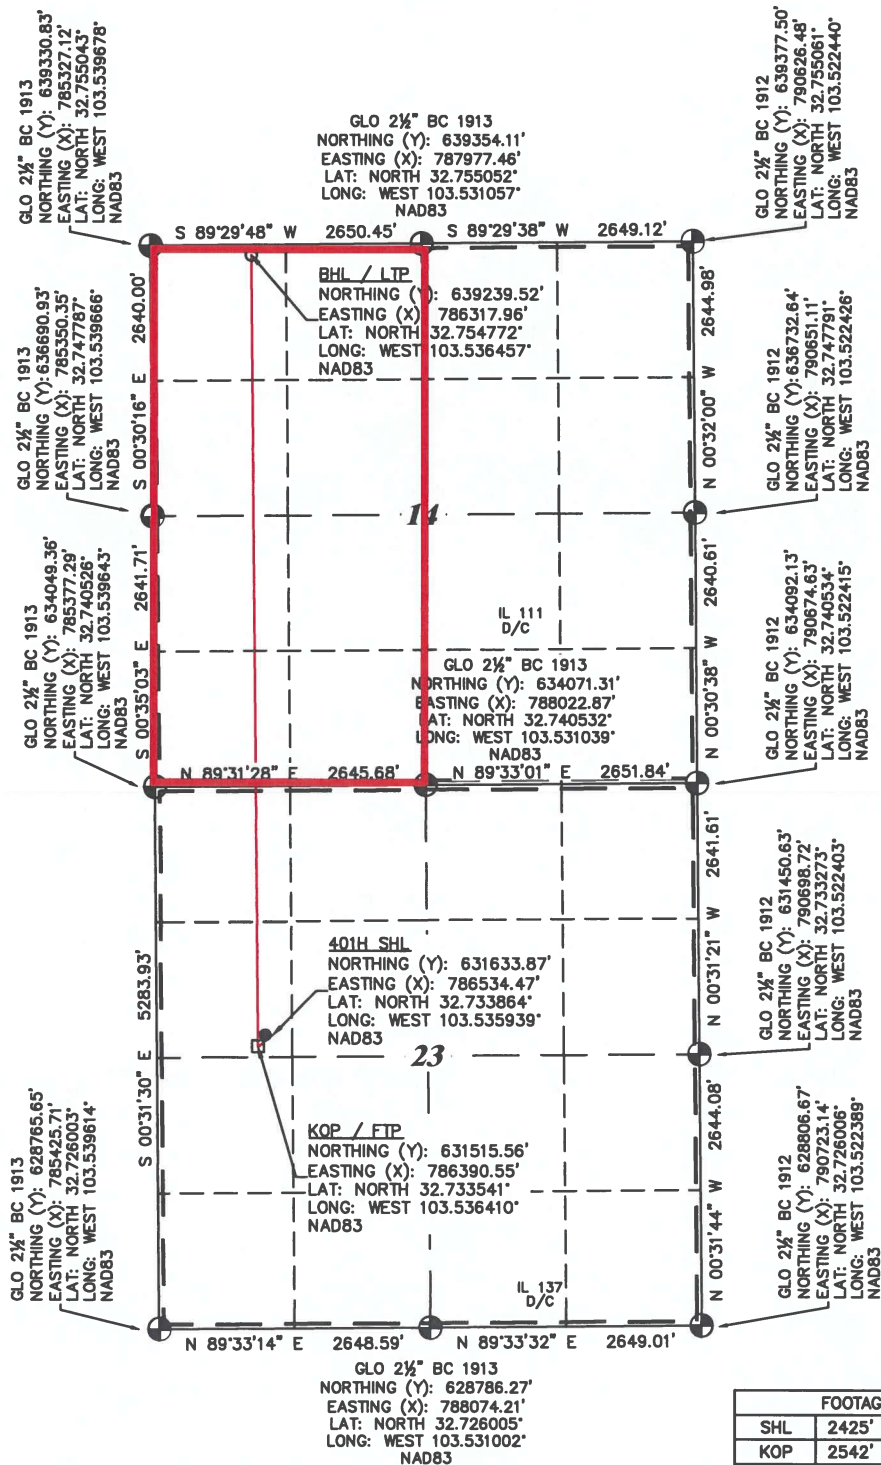 GLO 2½" BC 1913
NORTHING (Y): 639330.83'
EASTING (X): 785327.12'
LAT: NORTH 32.755043°
LONG: WEST 103.539678°
NAD83
GLO 2½" BC 1913
NORTHING (Y): 639354.11'
EASTING (X): 787977.46'
LAT: NORTH 32.755052°
LONG: WEST 103.531057°
NAD83
GLO 2½" BC 1912
NORTHING (Y): 639377.50'
EASTING (X): 790626.48'
LAT: NORTH 32.755061°
LONG: WEST 103.522440°
NAD83
S 89°29'48" W 2650.45'
S 89°29'38" W 2649.12'
BHL / LTP
NORTHING (Y): 639239.52'
EASTING (X): 786317.96'
LAT: NORTH 32.754772°
LONG: WEST 103.536457°
NAD83
S 00°30'16" E 2640.00'
N 00°32'00" W 2644.98'
GLO 2½" BC 1913
NORTHING (Y): 636690.93'
EASTING (X): 785350.35'
LAT: NORTH 32.747787°
LONG: WEST 103.539666°
NAD83
GLO 2½" BC 1912
NORTHING (Y): 636732.64'
EASTING (X): 790651.11'
LAT: NORTH 32.747791°
LONG: WEST 103.522426°
NAD83
14
S 00°35'03" E 2641.71'
N 00°30'38" W 2640.61'
IL 111
D/C
GLO 2½" BC 1913
NORTHING (Y): 634049.36'
EASTING (X): 785377.29'
LAT: NORTH 32.740526°
LONG: WEST 103.539643°
NAD83
GLO 2½" BC 1913
NORTHING (Y): 634071.31'
EASTING (X): 788022.87'
LAT: NORTH 32.740532°
LONG: WEST 103.531039°
NAD83
GLO 2½" BC 1912
NORTHING (Y): 634092.13'
EASTING (X): 790674.63'
LAT: NORTH 32.740534°
LONG: WEST 103.522415°
NAD83
N 89°31'28" E 2645.68'
N 89°33'01" E 2651.84'
S 00°31'30" E 5283.93'
N 00°31'21" W 2641.61'
401H SHL
NORTHING (Y): 631633.87'
EASTING (X): 786534.47'
LAT: NORTH 32.733864°
LONG: WEST 103.535939°
NAD83
GLO 2½" BC 1912
NORTHING (Y): 631450.63'
EASTING (X): 790698.72'
LAT: NORTH 32.733273°
LONG: WEST 103.522403°
NAD83
23
KOP / FTP
NORTHING (Y): 631515.56'
EASTING (X): 786390.55'
LAT: NORTH 32.733541°
LONG: WEST 103.536410°
NAD83
N 00°31'44" W 2644.08'
GLO 2½" BC 1913
NORTHING (Y): 628765.65'
EASTING (X): 785425.71'
LAT: NORTH 32.726003°
LONG: WEST 103.539614°
NAD83
GLO 2½" BC 1912
NORTHING (Y): 628806.67'
EASTING (X): 790723.14'
LAT: NORTH 32.726006°
LONG: WEST 103.522389°
NAD83
IL 137
D/C
N 89°33'14" E 2648.59'
N 89°33'32" E 2649.01'
GLO 2½" BC 1913
NORTHING (Y): 628786.27'
EASTING (X): 788074.21'
LAT: NORTH 32.726005°
LONG: WEST 103.531002°
NAD83
FOOTAG
SHL 2425'
KOP 2542'